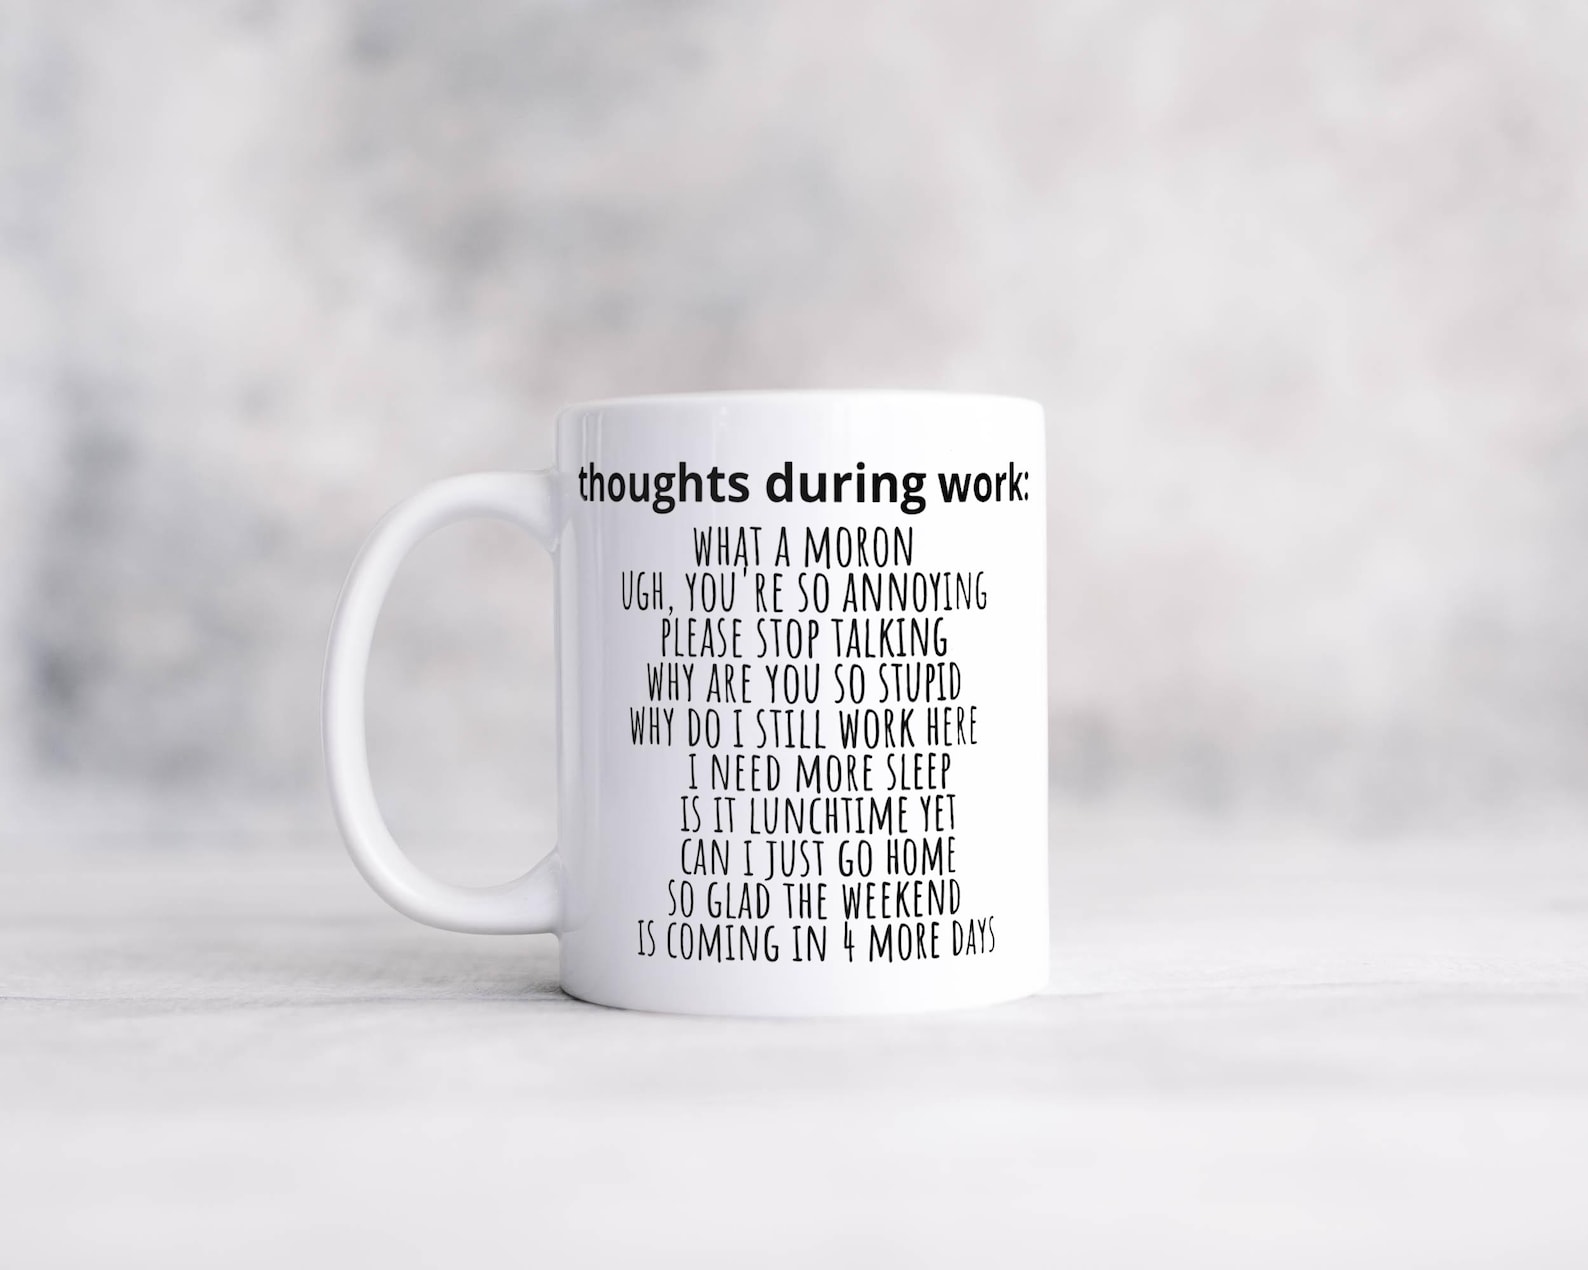 thoughts during work:
WHAT A MORON
UGH, YOU'RE SO ANNOYING
PLEASE STOP TALKING
WHY ARE YOU SO STUPID
WHY DO I STILL WORK HERE
I NEED MORE SLEEP
IS IT LUNCHTIME YET
CAN I JUST GO HOME
SO GLAD THE WEEKEND
IS COMING IN 4 MORE DAYS